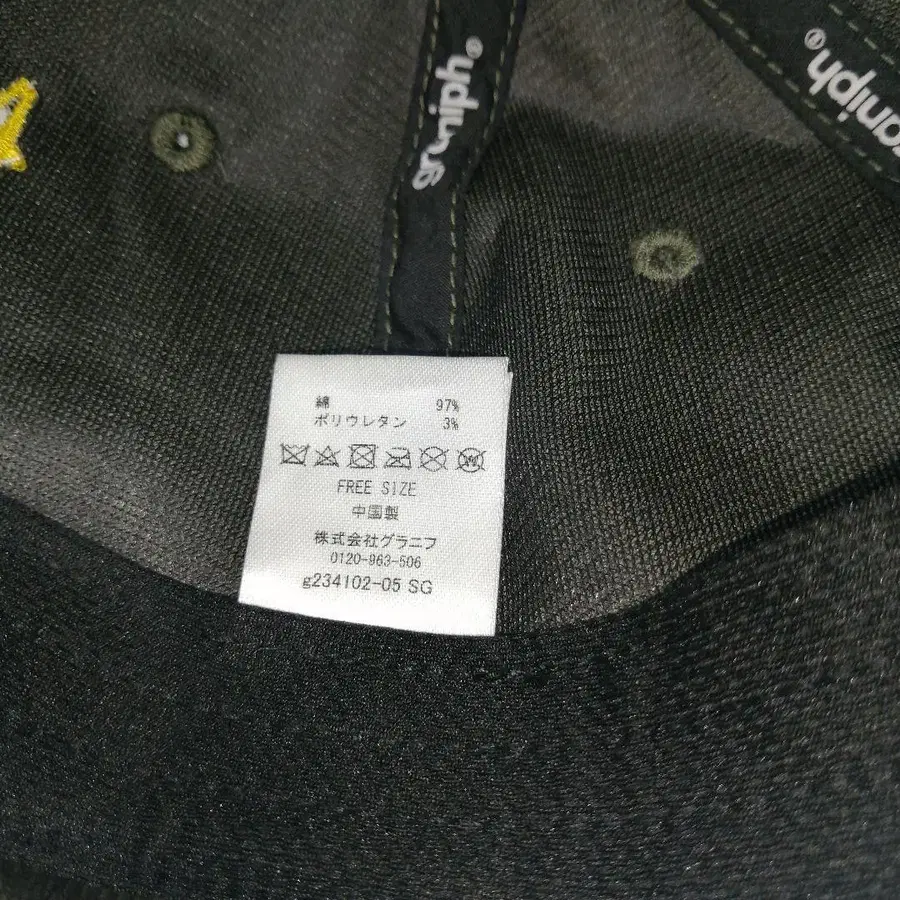 graniph®
graniph®
綿 97%
ポリウレタン 3%
FREE SIZE
中国製
株式会社グラニフ
0120-963-506
g234102-05 SG